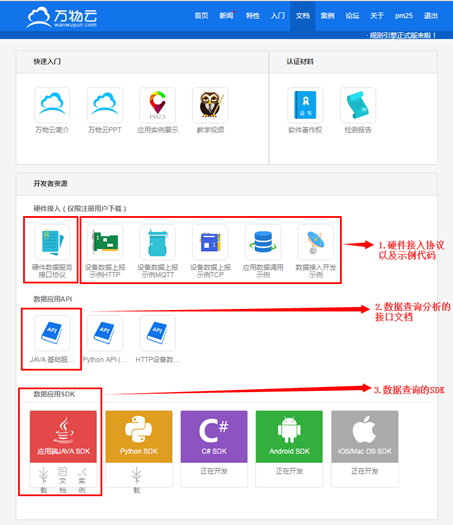 万物云
wanwuyun.com
首页 新闻 特性 入门 文档 案例 论坛 关于 pm25 退出
· 规则引擎正式版来啦！
快速入门
认证材料
PM2.5
证书
万物云简介 万物云PPT 应用实例展示 教学视频 软件著作权 检测报告
开发者资源
硬件接入（仅限注册用户下载）
硬件数据服务接口协议
设备数据上报示例HTTP
设备数据上报示例MQTT
设备数据上报示例TCP
应用数据调用示例
数据接入开发示例
1.硬件接入协议
以及示例代码
数据应用API
2.数据查询分析的
接口文档
API API API
JAVA 基础服... Python API (... HTTP设备数...
3.数据查询的SDK
数据应用SDK
C#
应用端JAVA SDK Python SDK C# SDK Android SDK iOS/Mac OS SDK
下载 文档 实例 下载 正在开发 正在开发 正在开发